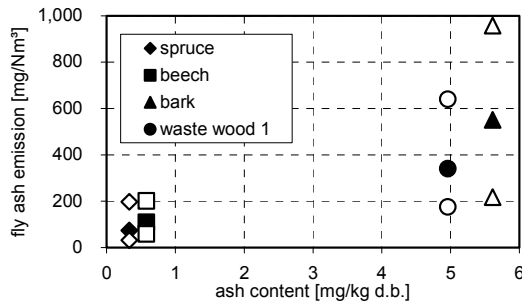 fly ash emission [mg/Nm³]
1,000
800
600
400
200
0
spruce
beech
bark
waste wood 1
0 1 2 3 4 5 6
ash content [mg/kg d.b.]